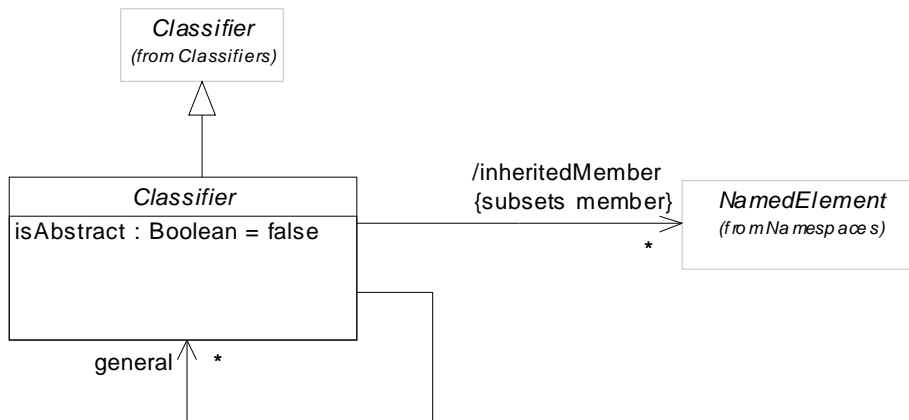 Classifier
(from Classifiers)
/inheritedMember
{subsets member}
Classifier
NamedElement
(from Namespaces)
isAbstract : Boolean = false
*
general
*